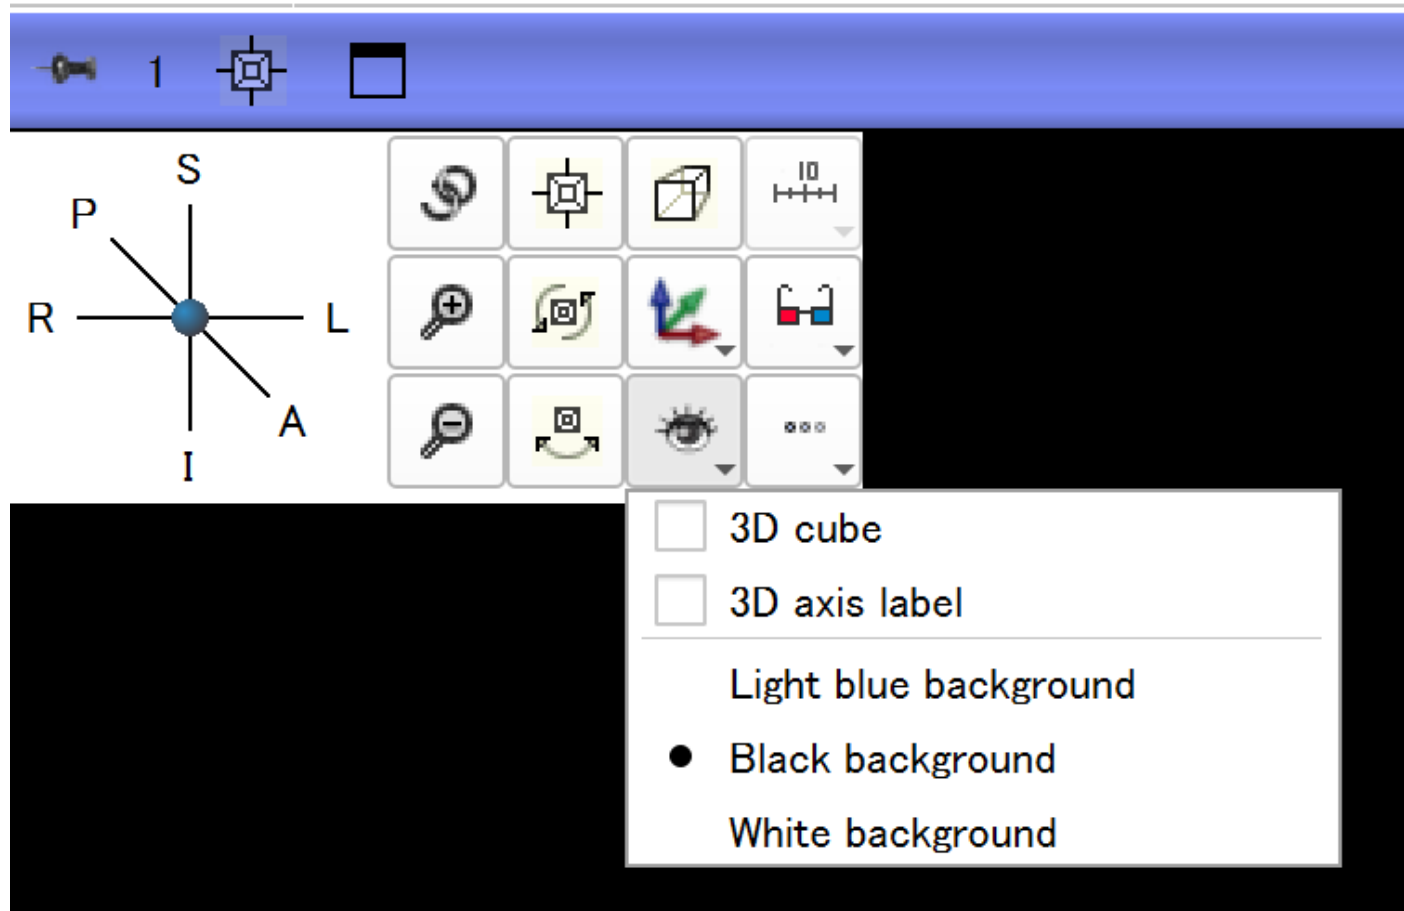 1
S
P
R
L
A
I
10
3D cube
3D axis label
Light blue background
Black background
White background